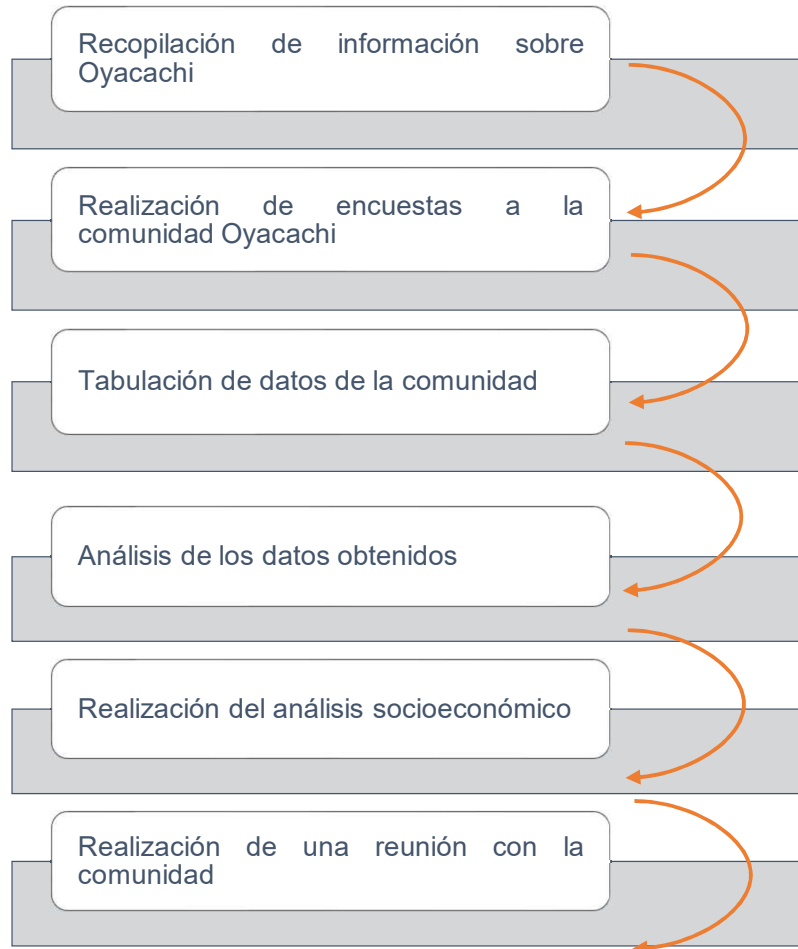 Recopilación de información sobre
Oyacachi
Realización de encuestas a la
comunidad Oyacachi
Tabulación de datos de la comunidad
Análisis de los datos obtenidos
Realización del análisis socioeconómico
Realización de una reunión con la
comunidad